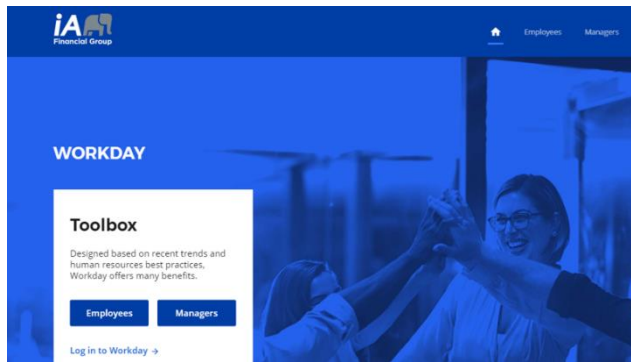 iA
Financial Group
Employees
Managers
WORKDAY
Toolbox
Designed based on recent trends and
human resources best practices,
Workday offers many benefits.
Employees
Managers
Log in to Workday →